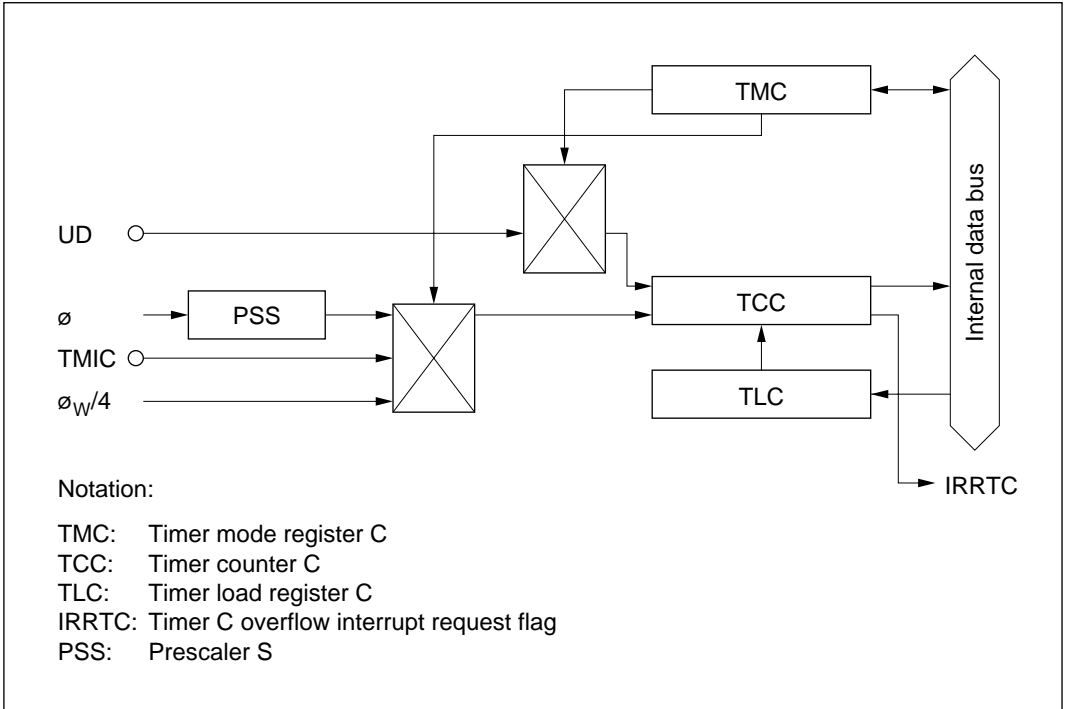 TMC
Internal data bus
UD
TCC
ø
PSS
TMIC
øW/4
TLC
IRRTC
Notation:
TMC: Timer mode register C
TCC: Timer counter C
TLC: Timer load register C
IRRTC: Timer C overflow interrupt request flag
PSS: Prescaler S